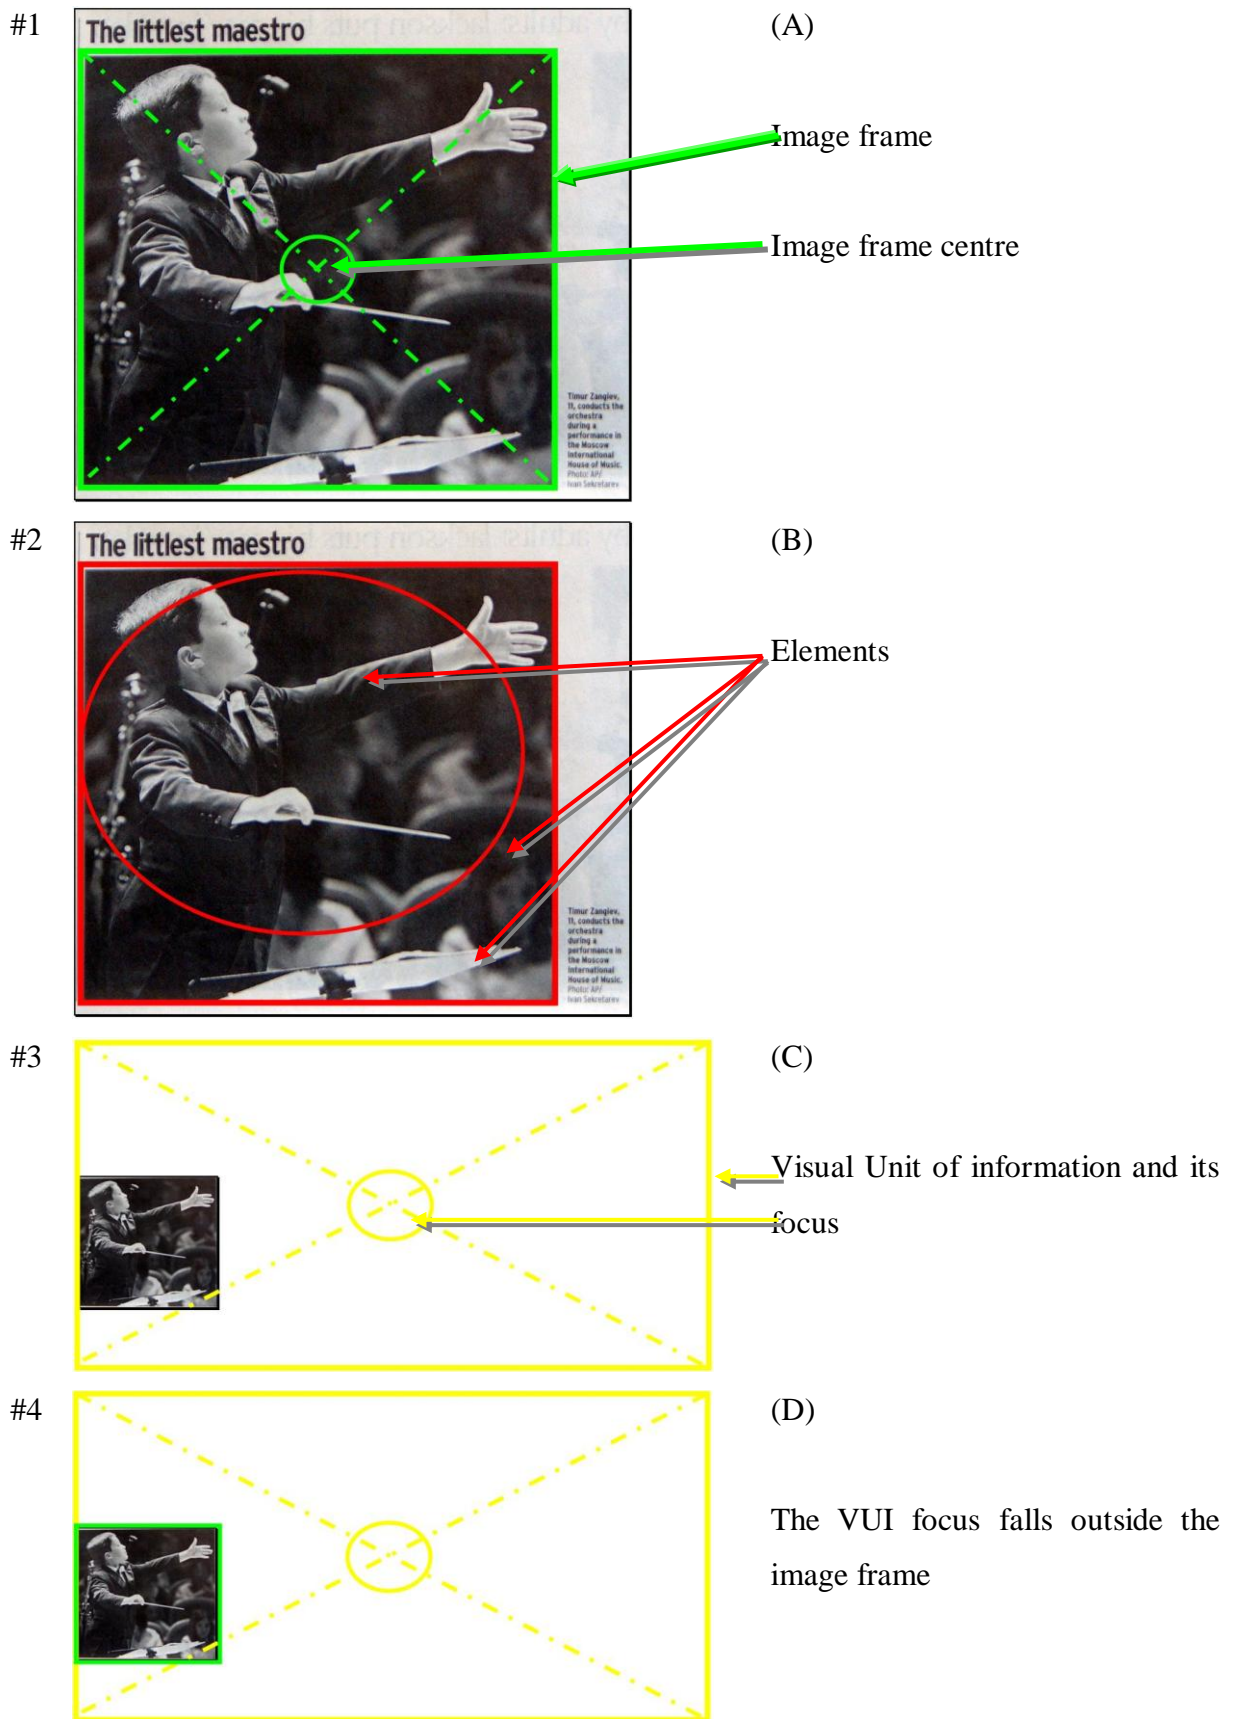 #1
(A)
The littlest maestro
Image frame
Image frame centre
Timur Zangiev,
11, conducts the
orchestra
during a
performance in
the Moscow
International
House of Music.
Photo: AP/
Ivan Sekretarev
#2
(B)
The littlest maestro
Elements
Timur Zangiev,
11, conducts the
orchestra
during a
performance in
the Moscow
International
House of Music.
Photo: AP/
Ivan Sekretarev
#3
(C)
Visual Unit of information and its
focus
#4
(D)
The VUI focus falls outside the
image frame